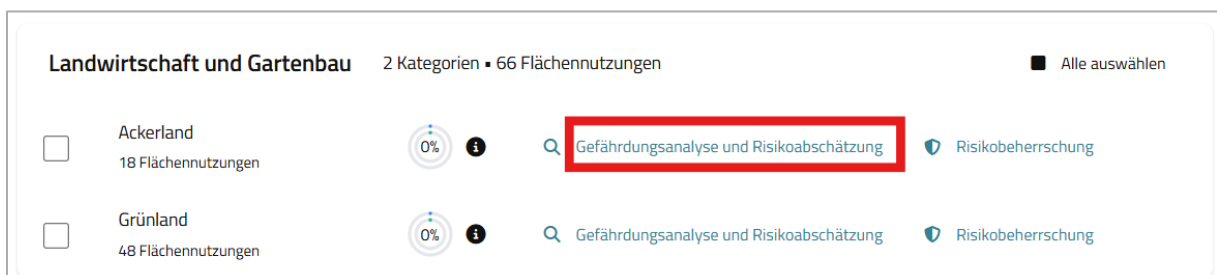 Landwirtschaft und Gartenbau 2 Kategorien ▪ 66 Flächennutzungen Alle auswählen
Ackerland
18 Flächennutzungen
0% Gefährdungsanalyse und Risikoabschätzung Risikobeherrschung
Grünland
48 Flächennutzungen
0% Gefährdungsanalyse und Risikoabschätzung Risikobeherrschung